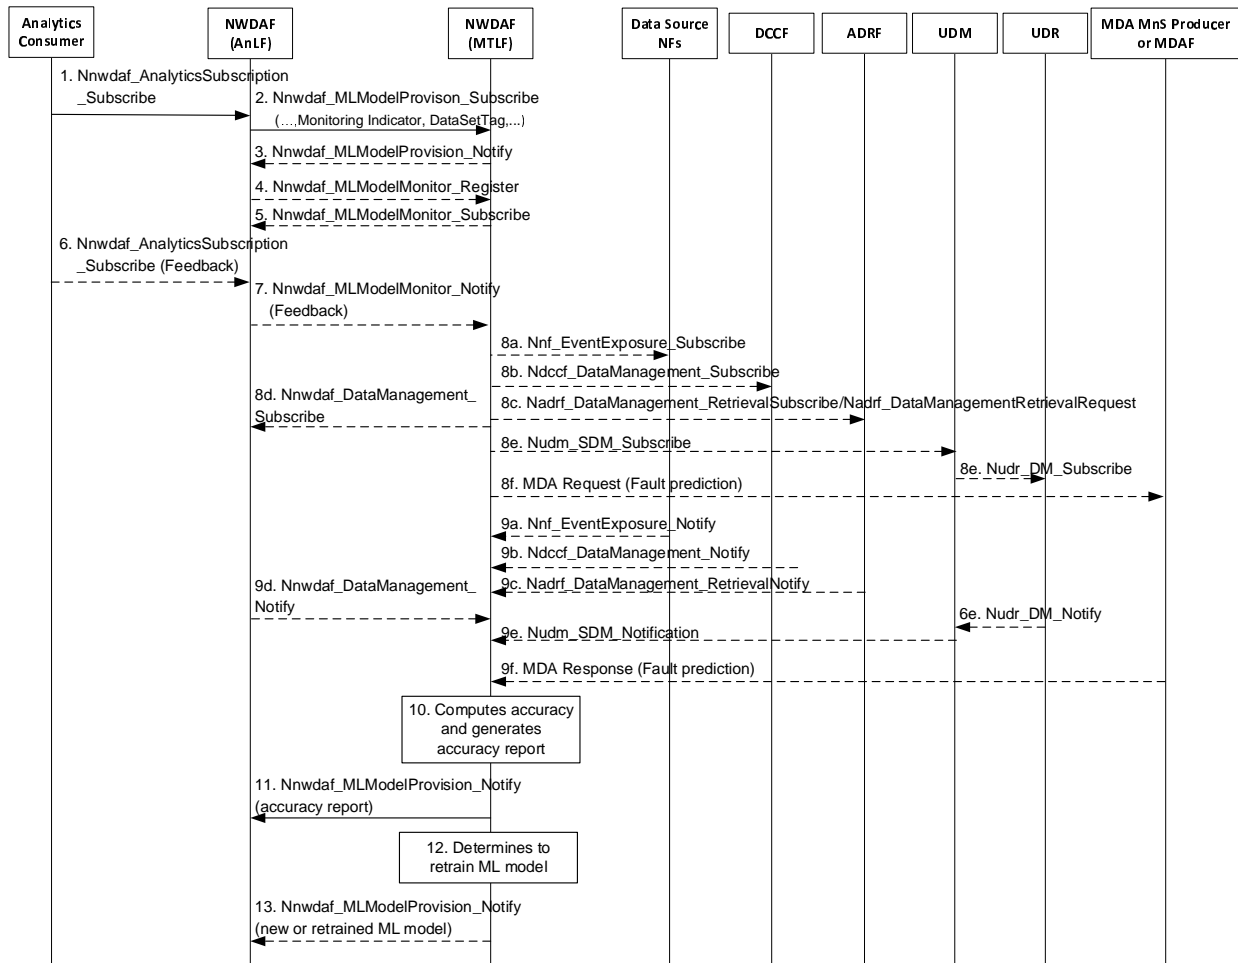 Analytics
Consumer
NWDAF
(AnLF)
NWDAF
(MTLF)
Data Source
NFs
DCCF
ADRF
UDM
UDR
MDA MnS Producer
or MDAF
1. Nnwdaf_AnalyticsSubscription
_Subscribe
2. Nnwdaf_MLModelProvison_Subscribe
(...,Monitoring Indicator, DataSetTag,...)
3. Nnwdaf_MLModelProvision_Notify
4. Nnwdaf_MLModelMonitor_Register
5. Nnwdaf_MLModelMonitor_Subscribe
6. Nnwdaf_AnalyticsSubscription
_Subscribe (Feedback)
7. Nnwdaf_MLModelMonitor_Notify
(Feedback)
8a. Nnf_EventExposure_Subscribe
8b. Ndccf_DataManagement_Subscribe
8d. Nnwdaf_DataManagement_
Subscribe
8c. Nadrf_DataManagement_RetrievalSubscribe/Nadrf_DataManagementRetrievalRequest
8e. Nudm_SDM_Subscribe
8e. Nudr_DM_Subscribe
8f. MDA Request (Fault prediction)
9a. Nnf_EventExposure_Notify
9b. Ndccf_DataManagement_Notify
9d. Nnwdaf_DataManagement_
Notify
9c. Nadrf_DataManagement_RetrievalNotify
6e. Nudr_DM_Notify
9e. Nudm_SDM_Notification
9f. MDA Response (Fault prediction)
10. Computes accuracy
and generates
accuracy report
11. Nnwdaf_MLModelProvision_Notify
(accuracy report)
12. Determines to
retrain ML model
13. Nnwdaf_MLModelProvision_Notify
(new or retrained ML model)